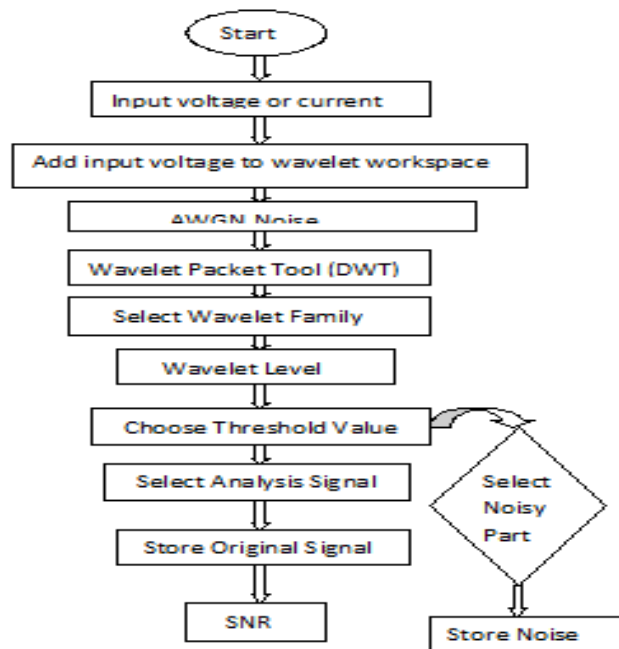 Start
Input voltage or current
Add input voltage to wavelet workspace
AWGN Noise
Wavelet Packet Tool (DWT)
Select Wavelet Family
Wavelet Level
Choose Threshold Value
Select Analysis Signal
Store Original Signal
SNR
Select
Noisy
Part
Store Noise